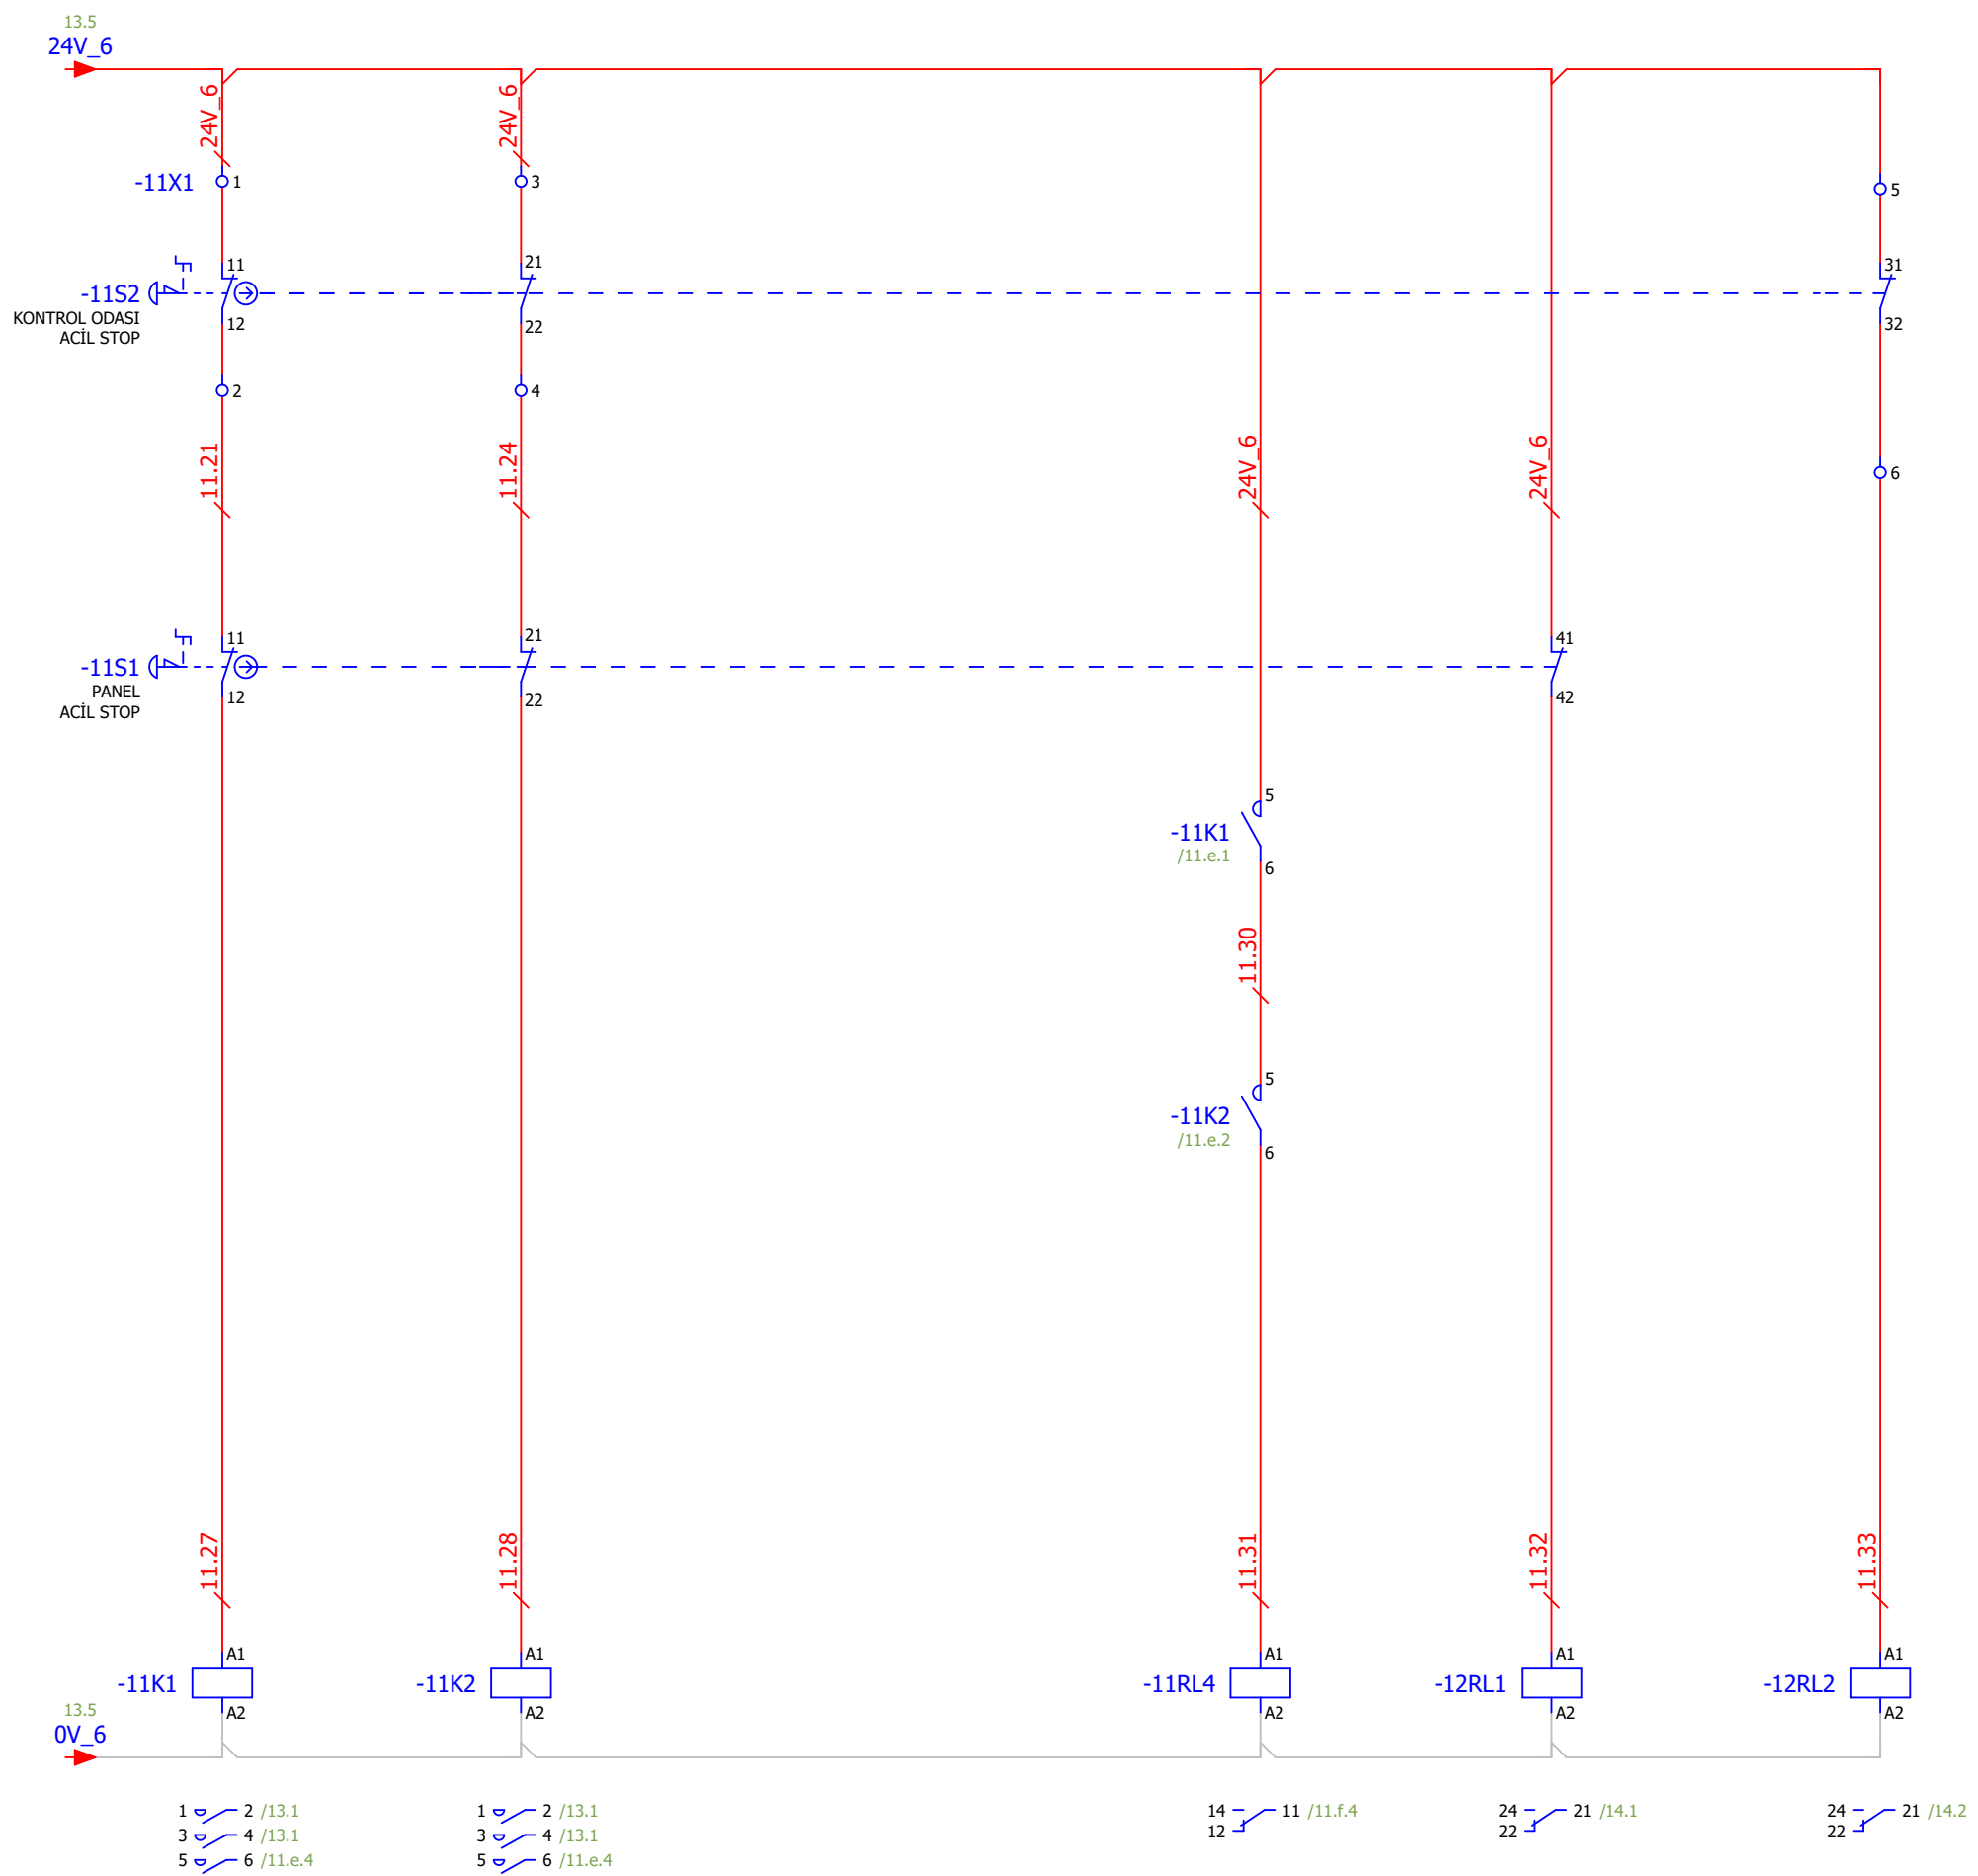 13.5
24V_6
24V_6
24V_6
-11X1
1
3
5
-11S2
KONTROL ODASI
ACİL STOP
11
12
21
22
31
32
2
4
6
11.21
11.24
24V_6
24V_6
-11S1
PANEL
ACİL STOP
11
12
21
22
41
42
-11K1
/11.e.1
5
6
11.30
-11K2
/11.e.2
5
6
11.27
11.28
11.31
11.32
11.33
-11K1
A1
A2
-11K2
A1
A2
-11RL4
A1
A2
-12RL1
A1
A2
-12RL2
A1
A2
13.5
0V_6
1 2 /13.1
3 4 /13.1
5 6 /11.e.4
1 2 /13.1
3 4 /13.1
5 6 /11.e.4
14 11 /11.f.4
12
24 21 /14.1
22
24 21 /14.2
22